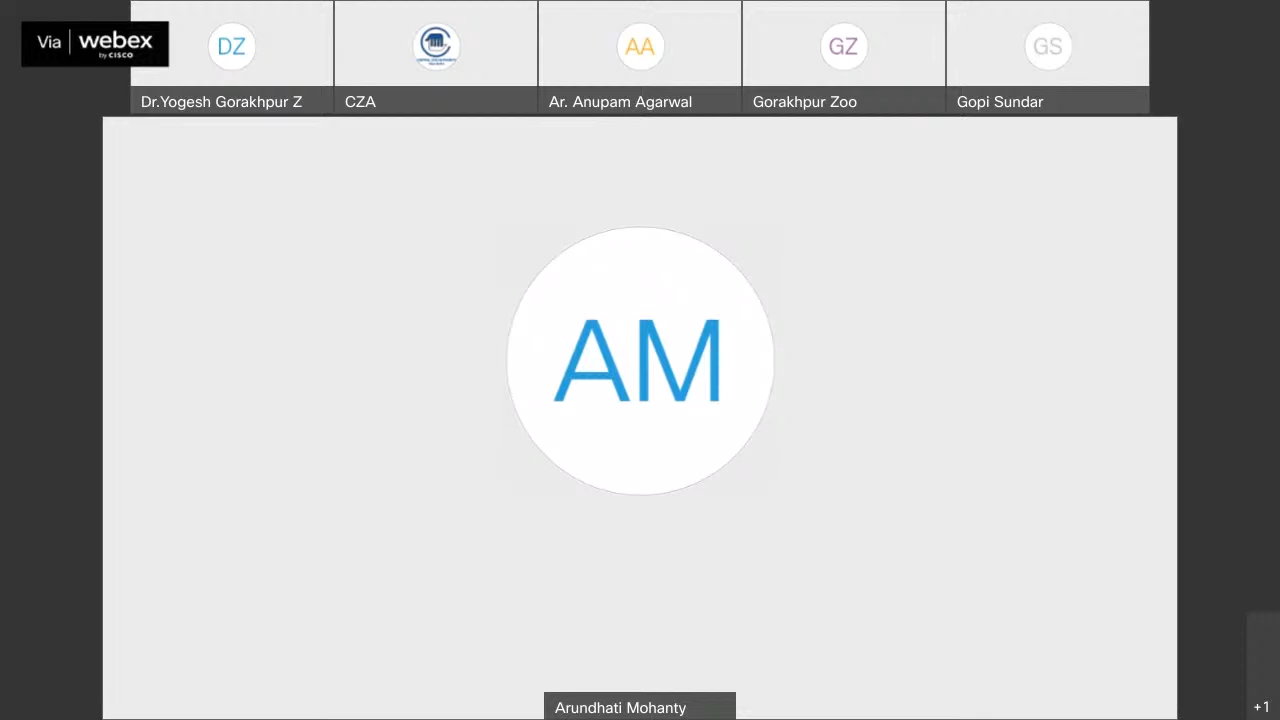 Via webex
by CISCO
DZ
AA
GZ
GS
Dr.Yogesh Gorakhpur Z
CZA
Ar. Anupam Agarwal
Gorakhpur Zoo
Gopi Sundar
AM
Arundhati Mohanty
+1